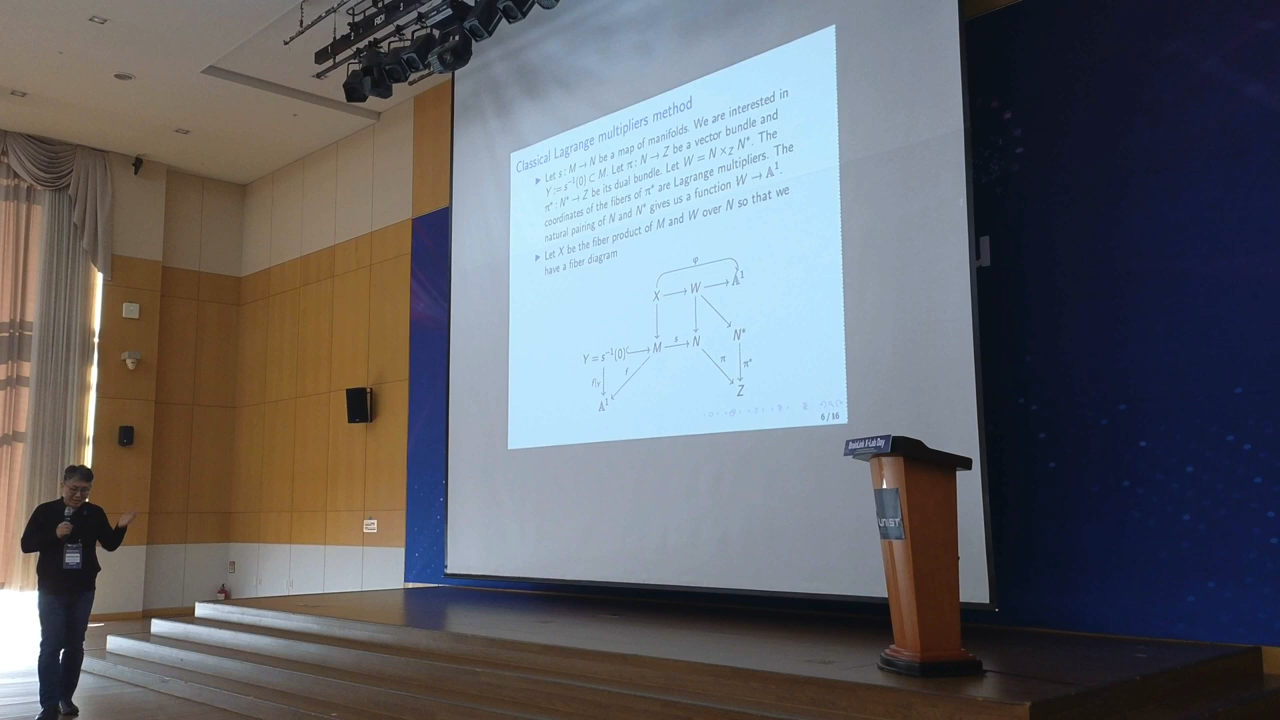 Classical Lagrange multipliers method
▶ Let s : M → N be a map of manifolds. We are interested in
Y := s⁻¹(0) ⊂ M. Let π : N → Z be a vector bundle and
π* : N* → Z be its dual bundle. Let W = N ×_Z N*. The
coordinates of the fibers of π* are Lagrange multipliers. The
natural pairing of N and N* gives us a function W → 𝔸¹.
▶ Let X be the fiber product of M and W over N so that we
have a fiber diagram
φ
X → W → 𝔸¹
N*
Y = s⁻¹(0) ↪ M s → N
f|Y f π π*
𝔸¹ Z
6 / 16
BrainLink X-Lab Day
UNIST
U